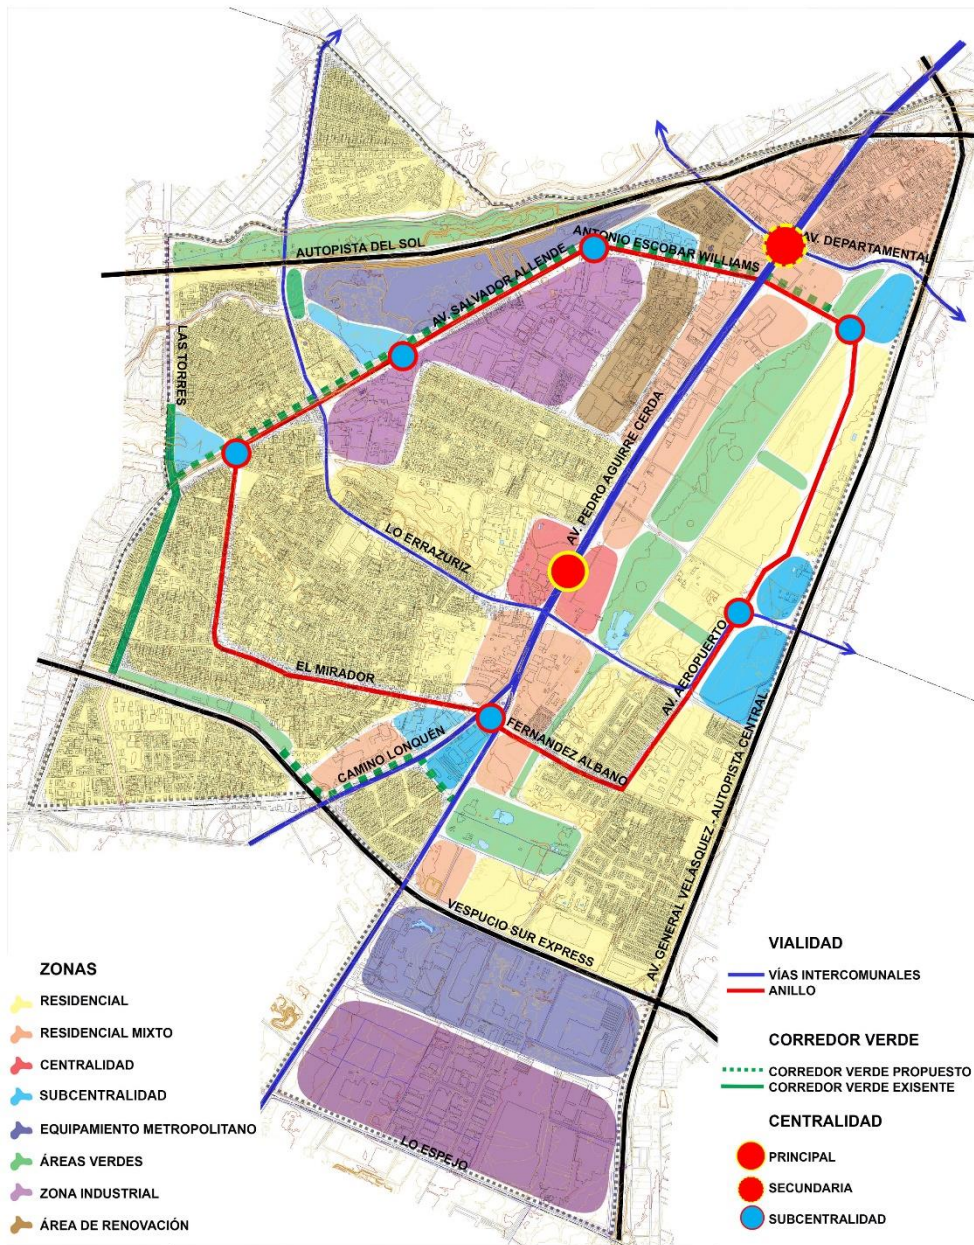 AUTOPISTA DEL SOL
ANTONIO ESCOBAR WILLIAMS
AV. DEPARTAMENTAL
AV. SALVADOR ALLENDE
LAS TORRES
AV. PEDRO AGUIRRE CERDA
LO ERRAZURIZ
EL MIRADOR
AV. AEROPUERTO
FERNANDEZ ALBANO
CAMINO LONQUÉN
AV. GENERAL VELÁSQUEZ - AUTOPISTA CENTRAL
VESPUCIO SUR EXPRESS
LO ESPEJO
ZONAS
RESIDENCIAL
RESIDENCIAL MIXTO
CENTRALIDAD
SUBCENTRALIDAD
EQUIPAMIENTO METROPOLITANO
ÁREAS VERDES
ZONA INDUSTRIAL
ÁREA DE RENOVACIÓN
VIALIDAD
VÍAS INTERCOMUNALES
ANILLO
CORREDOR VERDE
CORREDOR VERDE PROPUESTO
CORREDOR VERDE EXISENTE
CENTRALIDAD
PRINCIPAL
SECUNDARIA
SUBCENTRALIDAD